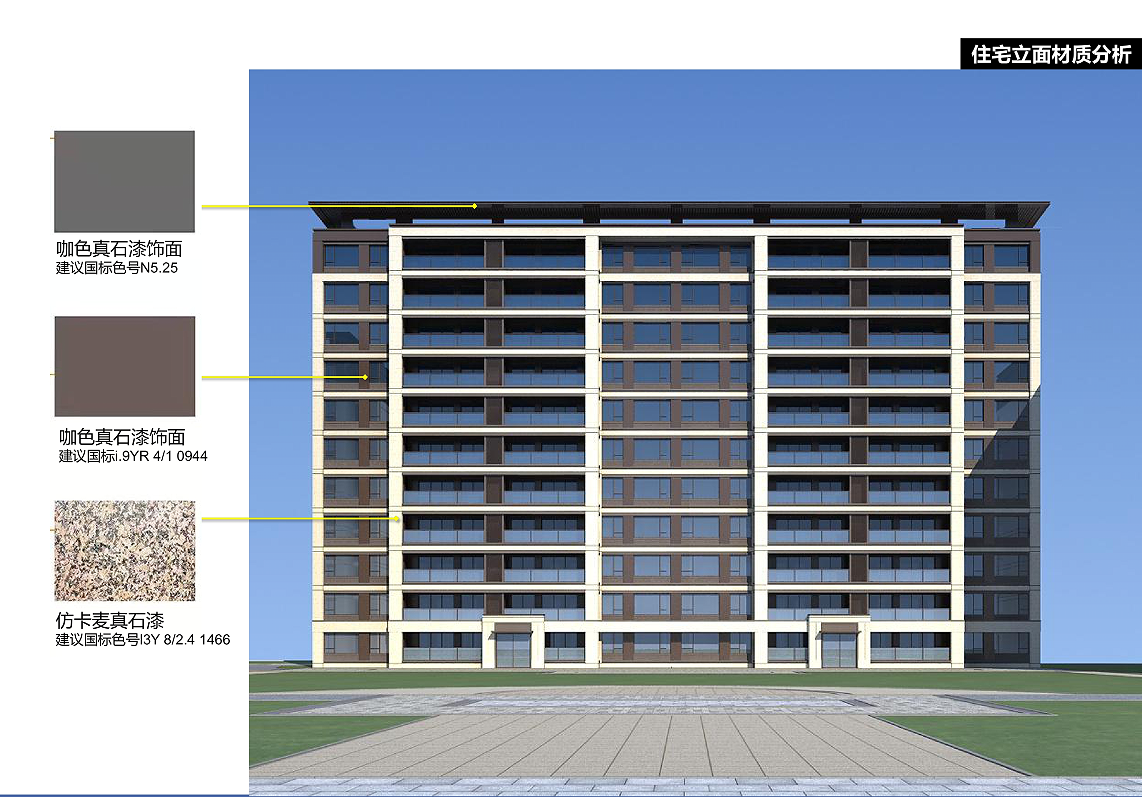 住宅立面材质分析
咖色真石漆饰面
建议国标色号N5.25
咖色真石漆饰面
建议国标i.9YR 4/1 0944
仿卡麦真石漆
建议国标色号I3Y 8/2.4 1466